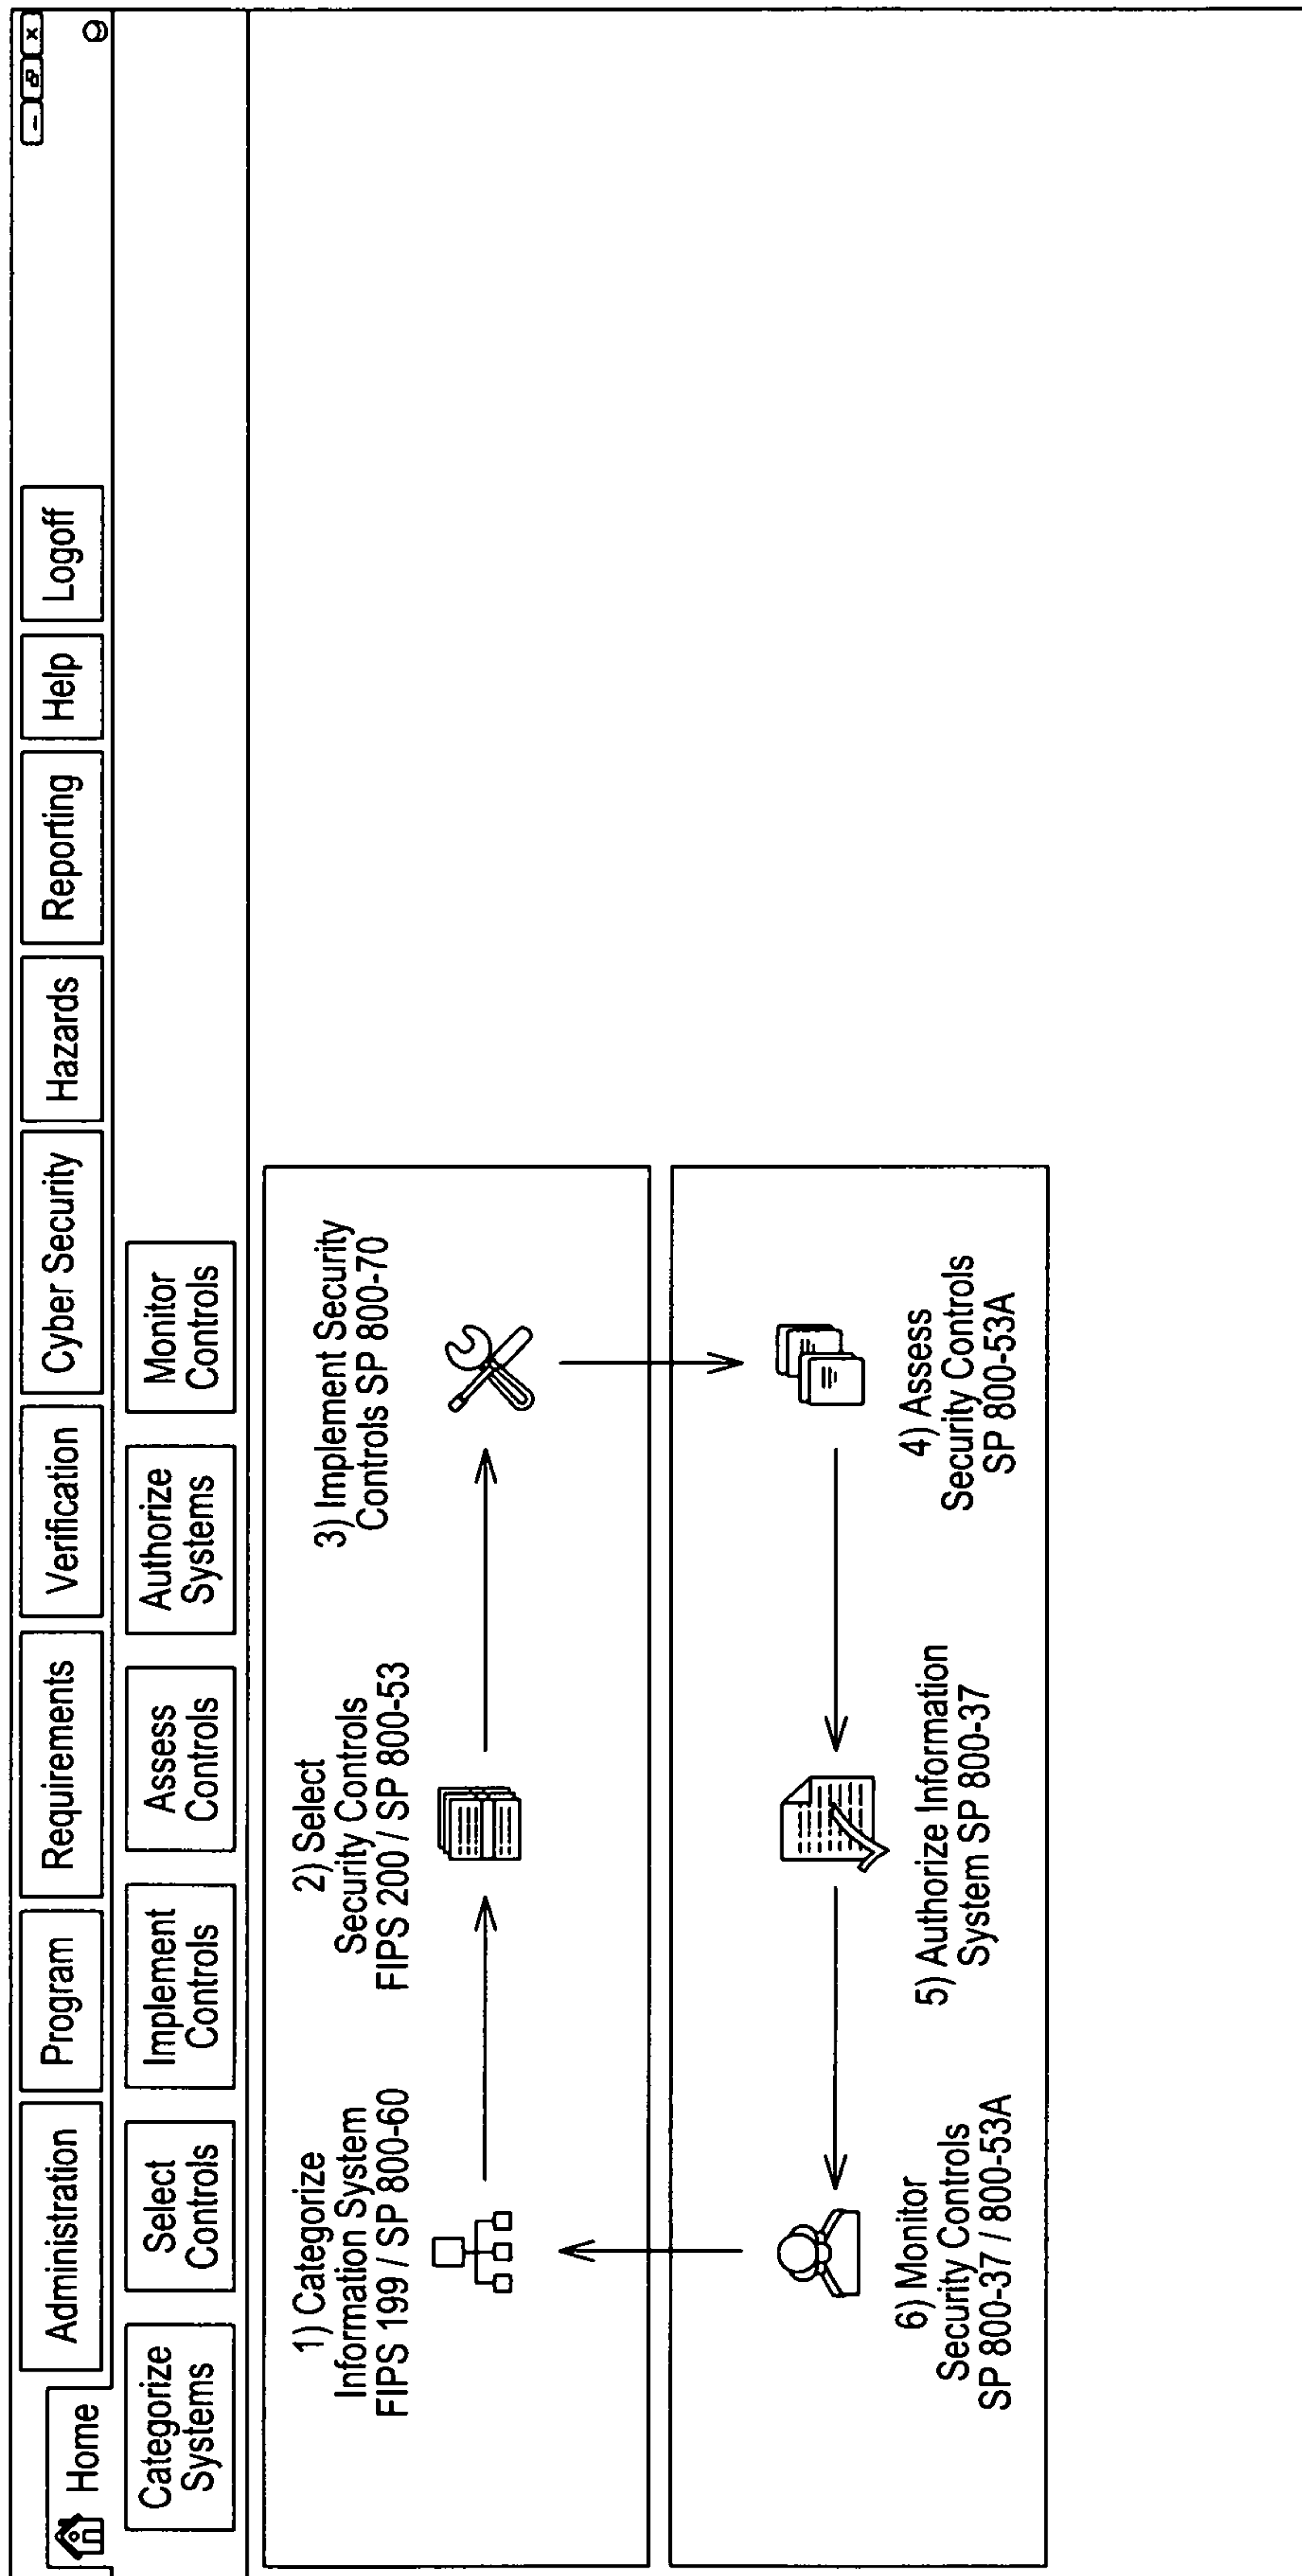 Home
Administration
Program
Requirements
Verification
Cyber Security
Hazards
Reporting
Help
Logoff
Categorize
Systems
Select
Controls
Implement
Controls
Assess
Controls
Authorize
Systems
Monitor
Controls
1) Categorize
Information System
FIPS 199 / SP 800-60
2) Select
Security Controls
FIPS 200 / SP 800-53
3) Implement Security
Controls SP 800-70
4) Assess
Security Controls
SP 800-53A
5) Authorize Information
System SP 800-37
6) Monitor
Security Controls
SP 800-37 / 800-53A